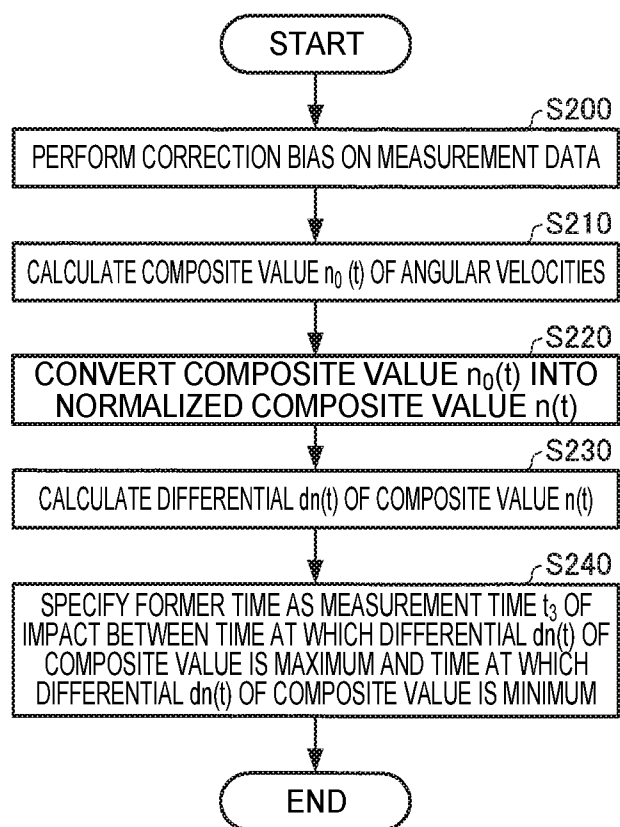 START
S200
PERFORM CORRECTION BIAS ON MEASUREMENT DATA
S210
CALCULATE COMPOSITE VALUE n₀ (t) OF ANGULAR VELOCITIES
S220
CONVERT COMPOSITE VALUE n₀(t) INTO
NORMALIZED COMPOSITE VALUE n(t)
S230
CALCULATE DIFFERENTIAL dn(t) OF COMPOSITE VALUE n(t)
S240
SPECIFY FORMER TIME AS MEASUREMENT TIME t₃ OF
IMPACT BETWEEN TIME AT WHICH DIFFERENTIAL dn(t) OF
COMPOSITE VALUE IS MAXIMUM AND TIME AT WHICH
DIFFERENTIAL dn(t) OF COMPOSITE VALUE IS MINIMUM
END